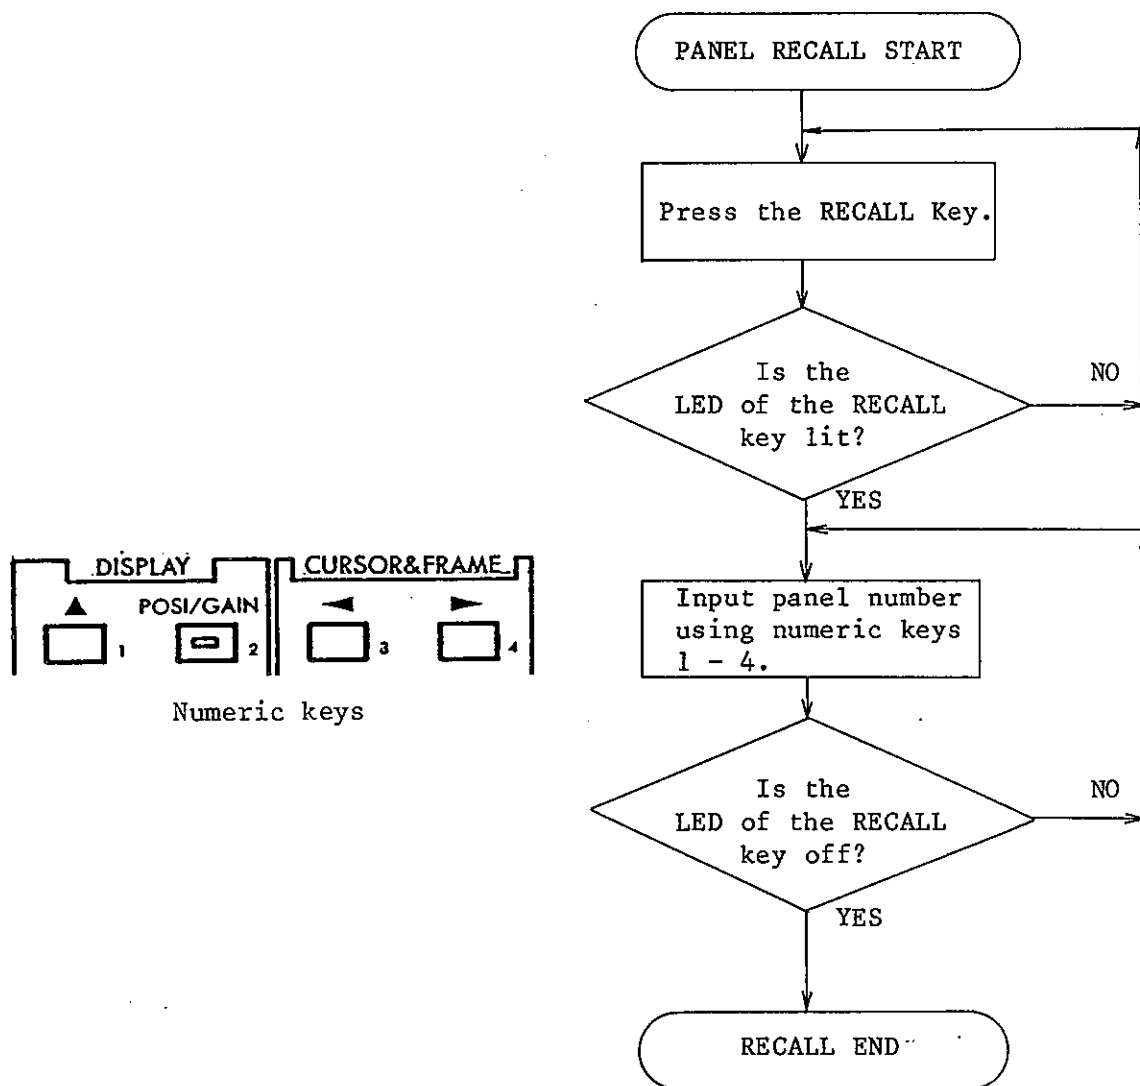 PANEL RECALL START
Press the RECALL Key.
Is the
LED of the RECALL
key lit?
NO
YES
DISPLAY
CURSOR&FRAME
POSI/GAIN
1
2
3
4
Numeric keys
Input panel number
using numeric keys
1 - 4.
Is the
LED of the RECALL
key off?
NO
YES
RECALL END